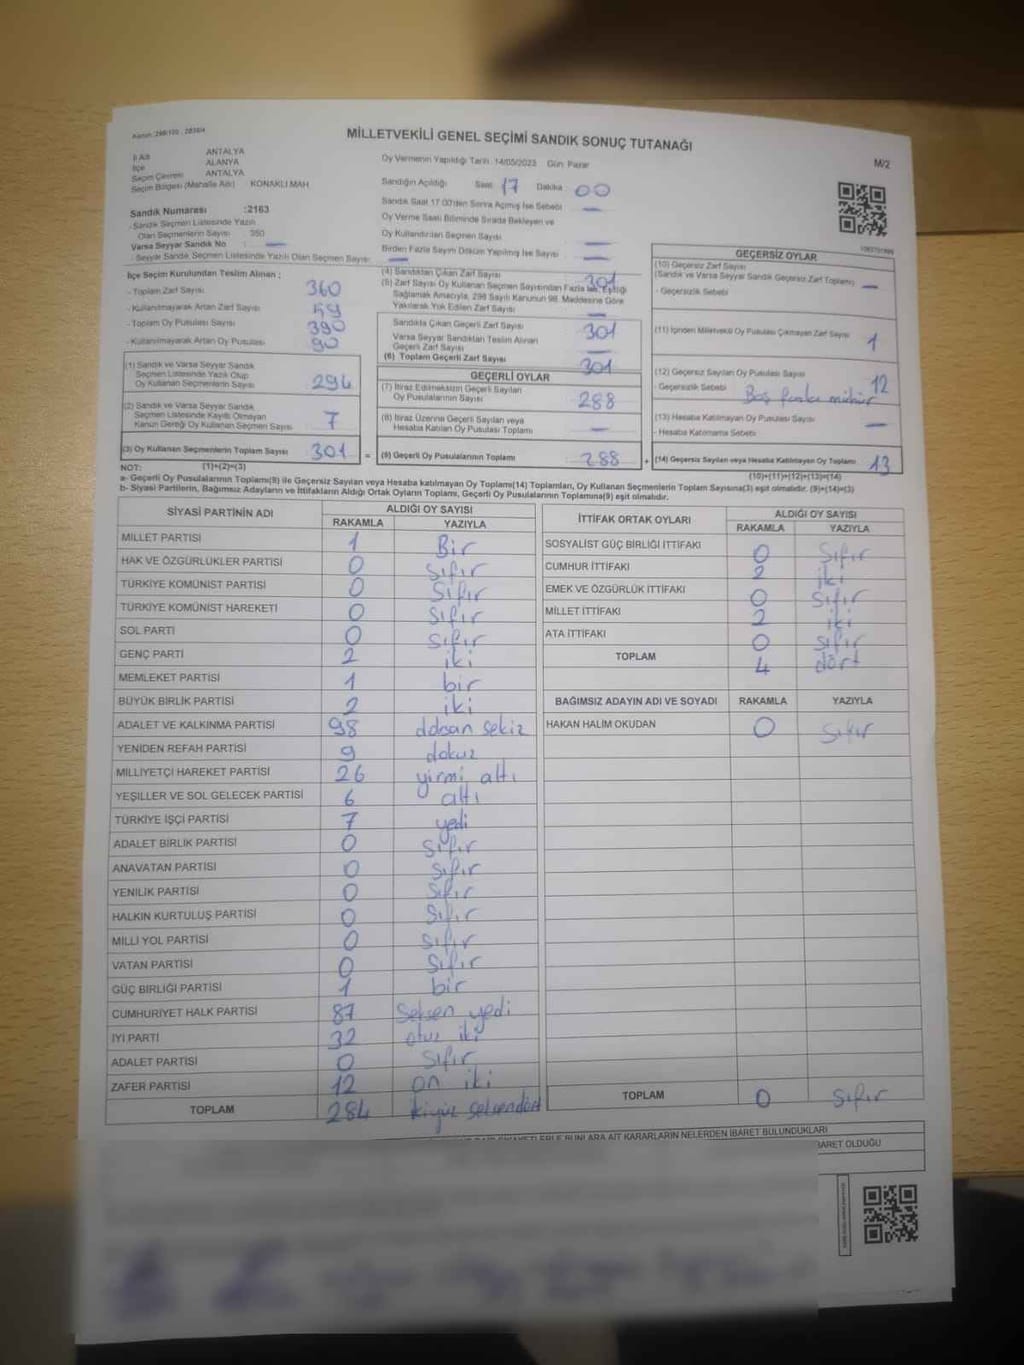 Kanun: 298/105 , 2839/4
MİLLETVEKİLİ GENEL SEÇİMİ SANDIK SONUÇ TUTANAĞI
M/2
İl Adı ANTALYA
İlçe ALANYA
Seçim Çevresi ANTALYA
Seçim Bölgesi (Mahalle Adı) KONAKLI MAH
Sandık Numarası :2163
- Sandık Seçmen Listesinde Yazılı
Olan Seçmenlerin Sayısı 350
Varsa Seyyar Sandık No : —
- Seyyar Sandık Seçmen Listesinde Yazılı Olan Seçmen Sayısı: —
Oy Vermenin Yapıldığı Tarih :14/05/2023 Gün: Pazar
Sandığın Açıldığı Saat 17 Dakika 00
Sandık Saat 17.00'den Sonra Açılmış İse Sebebi —
Oy Verme Saati Bitiminde Sırada Bekleyen ve
Oy Kullandırılan Seçmen Sayısı —
Birden Fazla Sayım Döküm Yapılmış İse Sayısı —
İlçe Seçim Kurulundan Teslim Alınan ;
- Toplam Zarf Sayısı 360
- Kullanılmayarak Artan Zarf Sayısı 59
- Toplam Oy Pusulası Sayısı 390
- Kullanılmayarak Artan Oy Pusulası 90
(1) Sandık ve Varsa Seyyar Sandık
Seçmen Listesinde Yazılı Olup
Oy Kullanan Seçmenlerin Sayısı 294
(2) Sandık ve Varsa Seyyar Sandık
Seçmen Listesinde Kayıtlı Olmayan
Kanun Gereği Oy Kullanan Seçmen Sayısı 7
(3) Oy Kullanan Seçmenlerin Toplam Sayısı 301
(1)+(2)=(3)
(4) Sandıktan Çıkan Zarf Sayısı 301
(5) Zarf Sayısı Oy Kullanan Seçmen Sayısından Fazla İse, Eşitliği
Sağlamak Amacıyla, 298 Sayılı Kanunun 98. Maddesine Göre
Yakılarak Yok Edilen Zarf Sayısı —
Sandıkta Çıkan Geçerli Zarf Sayısı 301
Varsa Seyyar Sandıktan Teslim Alınan
Geçerli Zarf Sayısı —
(6) Toplam Geçerli Zarf Sayısı 301
GEÇERLİ OYLAR
(7) İtiraz Edilmeksizin Geçerli Sayılan
Oy Pusulalarının Sayısı 288
(8) İtiraz Üzerine Geçerli Sayılan veya
Hesaba Katılan Oy Pusulası Toplamı —
= (9) Geçerli Oy Pusulalarının Toplamı 288
GEÇERSİZ OYLAR
(10) Geçersiz Zarf Sayısı
(Sandık ve Varsa Seyyar Sandık Geçersiz Zarf Toplamı) —
- Geçersizlik Sebebi
(11) İçinden Milletvekili Oy Pusulası Çıkmayan Zarf Sayısı 1
(12) Geçersiz Sayılan Oy Pusulası Sayısı 12
- Geçersizlik Sebebi Boş fazla mühür
(13) Hesaba Katılmayan Oy Pusulası Sayısı —
- Hesaba Katılmama Sebebi
+ (14) Geçersiz Sayılan veya Hesaba Katılmayan Oy Toplamı 13
(10)+(11)+(12)+(13)=(14)
NOT:
a- Geçerli Oy Pusulalarının Toplamı(9) ile Geçersiz Sayılan veya Hesaba Katılmayan Oy Toplamı(14) Toplamları, Oy Kullanan Seçmenlerin Toplam Sayısına(3) eşit olmalıdır. (9)+(14)=(3)
b- Siyasi Partilerin, Bağımsız Adayların ve İttifakların Aldığı Ortak Oyların Toplamı, Geçerli Oy Pusulalarının Toplamına(9) eşit olmalıdır.
SİYASİ PARTİNİN ADI ALDIĞI OY SAYISI
RAKAMLA YAZIYLA
MİLLET PARTİSİ 1 Bir
HAK VE ÖZGÜRLÜKLER PARTİSİ 0 sıfır
TÜRKİYE KOMÜNİST PARTİSİ 0 sıfır
TÜRKİYE KOMÜNİST HAREKETİ 0 sıfır
SOL PARTİ 0 sıfır
GENÇ PARTİ 2 iki
MEMLEKET PARTİSİ 1 bir
BÜYÜK BİRLİK PARTİSİ 2 iki
ADALET VE KALKINMA PARTİSİ 98 doksan sekiz
YENİDEN REFAH PARTİSİ 9 dokuz
MİLLİYETÇİ HAREKET PARTİSİ 26 yirmi altı
YEŞİLLER VE SOL GELECEK PARTİSİ 6 altı
TÜRKİYE İŞÇİ PARTİSİ 7 yedi
ADALET BİRLİK PARTİSİ 0 sıfır
ANAVATAN PARTİSİ 0 sıfır
YENİLİK PARTİSİ 0 sıfır
HALKIN KURTULUŞ PARTİSİ 0 sıfır
MİLLİ YOL PARTİSİ 0 sıfır
VATAN PARTİSİ 0 sıfır
GÜÇ BİRLİĞİ PARTİSİ 1 bir
CUMHURİYET HALK PARTİSİ 87 seksen yedi
İYİ PARTİ 32 otuz iki
ADALET PARTİSİ 0 sıfır
ZAFER PARTİSİ 12 on iki
TOPLAM 284 ikiyüz seksendört
İTTİFAK ORTAK OYLARI ALDIĞI OY SAYISI
RAKAMLA YAZIYLA
SOSYALİST GÜÇ BİRLİĞİ İTTİFAKI 0 sıfır
CUMHUR İTTİFAKI 2 iki
EMEK VE ÖZGÜRLÜK İTTİFAKI 0 sıfır
MİLLET İTTİFAKI 2 iki
ATA İTTİFAKI 0 sıfır
TOPLAM 4 dört
BAĞIMSIZ ADAYIN ADI VE SOYADI RAKAMLA YAZIYLA
HAKAN HALİM OKUDAN 0 sıfır
TOPLAM 0 sıfır
BUNLARA AİT KARARLARIN NELERDEN İBARET BULUNDUKLARI
İBARET OLDUĞU